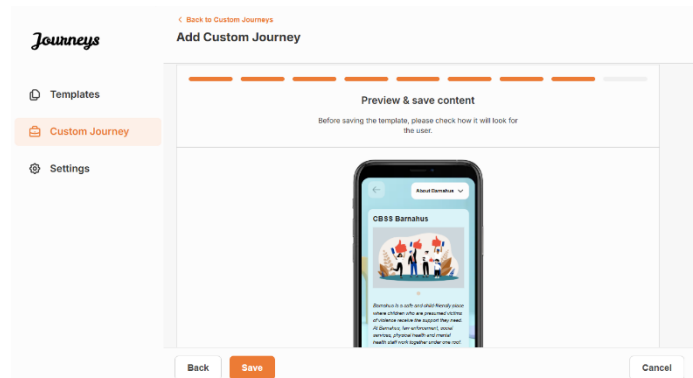 Back to Custom Journeys
Journeys
Add Custom Journey
Templates
Custom Journey
Settings
Preview & save content
Before saving the template, please check how it will look for
the user.
About Barnahus
CBSS Barnahus
Barnahus is a safe and child friendly place
where children who are presumed victims
of violence receive the support they need.
At Barnahus, law enforcement, social
services, physical health and mental
health staff work together under one roof.
Back
Save
Cancel